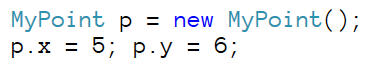 MyPoint p = new MyPoint();
p.x = 5; p.y = 6;